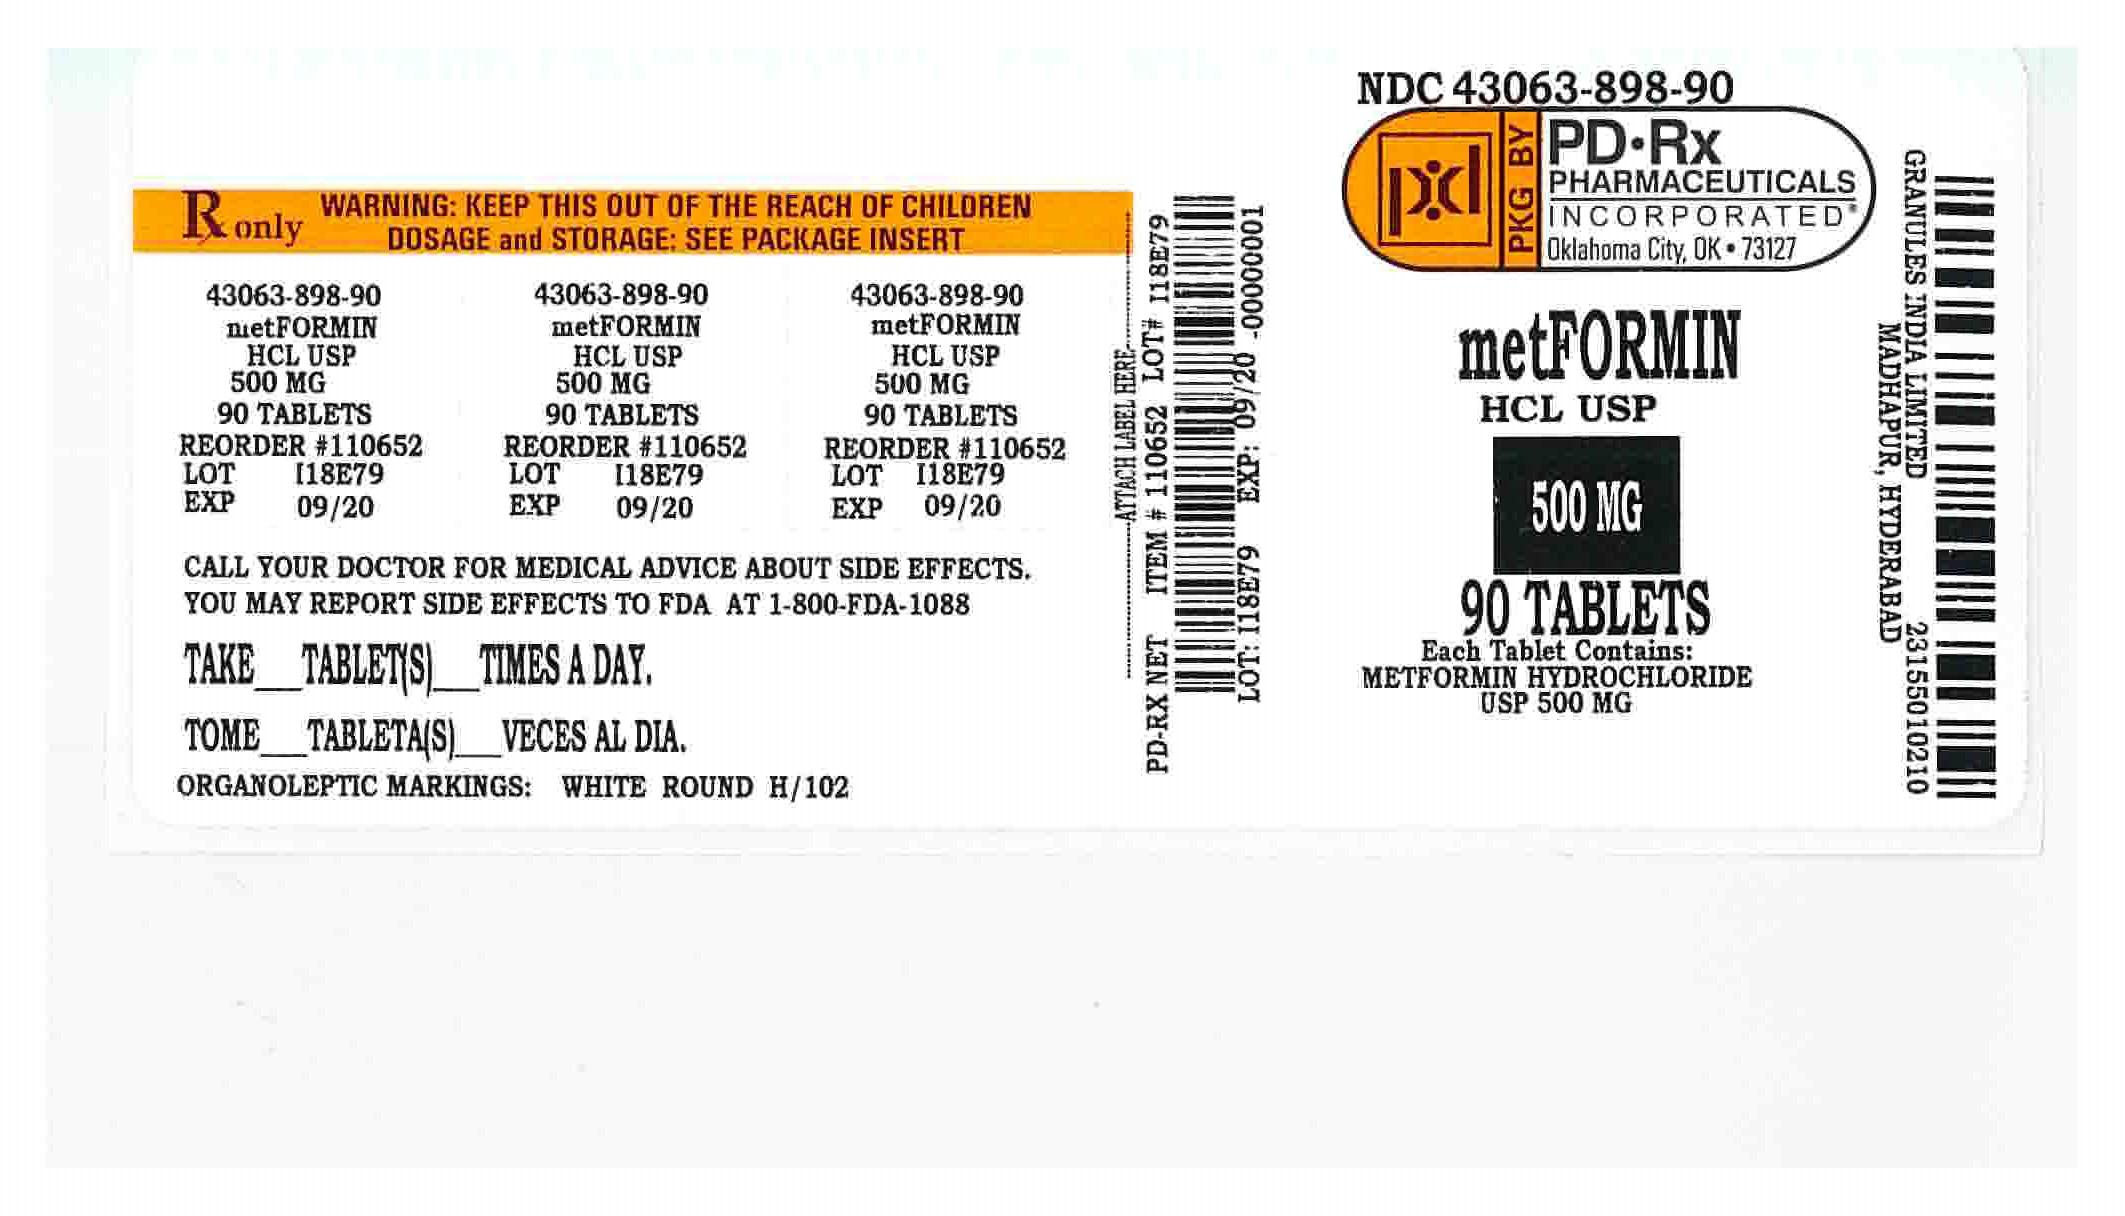 Rx only
WARNING: KEEP THIS OUT OF THE REACH OF CHILDREN
DOSAGE and STORAGE: SEE PACKAGE INSERT
43063-898-90
metFORMIN
HCL USP
500 MG
90 TABLETS
REORDER #110652
LOT I18E79
EXP 09/20
43063-898-90
metFORMIN
HCL USP
500 MG
90 TABLETS
REORDER #110652
LOT I18E79
EXP 09/20
43063-898-90
metFORMIN
HCL USP
500 MG
90 TABLETS
REORDER #110652
LOT I18E79
EXP 09/20
CALL YOUR DOCTOR FOR MEDICAL ADVICE ABOUT SIDE EFFECTS.
YOU MAY REPORT SIDE EFFECTS TO FDA AT 1-800-FDA-1088
TAKE___TABLET(S)___TIMES A DAY.
TOME___TABLETA(S)___VECES AL DIA.
ORGANOLEPTIC MARKINGS: WHITE ROUND H/102
ATTACH LABEL HERE
PD-RX NET ITEM # 110652 LOT# I18E79
LOT: I18E79 EXP: 09/20 -00000001
NDC 43063-898-90
PKG BY
PD•Rx
PHARMACEUTICALS
INCORPORATED®
Oklahoma City, OK • 73127
metFORMIN
HCL USP
500 MG
90 TABLETS
Each Tablet Contains:
METFORMIN HYDROCHLORIDE
USP 500 MG
GRANULES INDIA LIMITED
MADHAPUR, HYDERABAD
23155010210